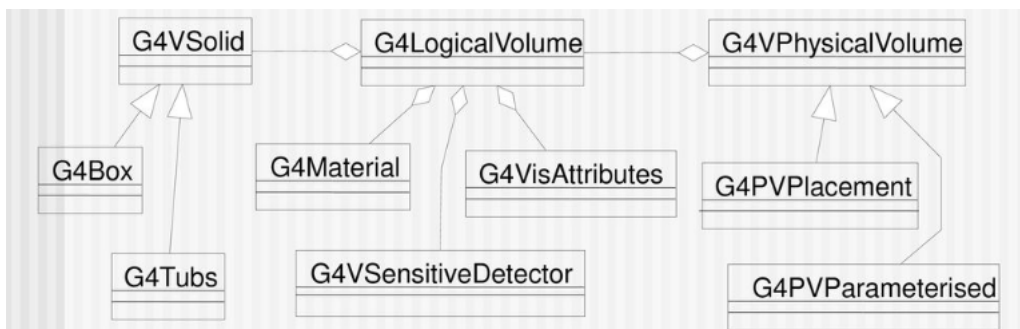 G4VSolid
G4LogicalVolume
G4VPhysicalVolume
G4Box
G4Material
G4VisAttributes
G4PVPlacement
G4Tubs
G4VSensitiveDetector
G4PVParameterised